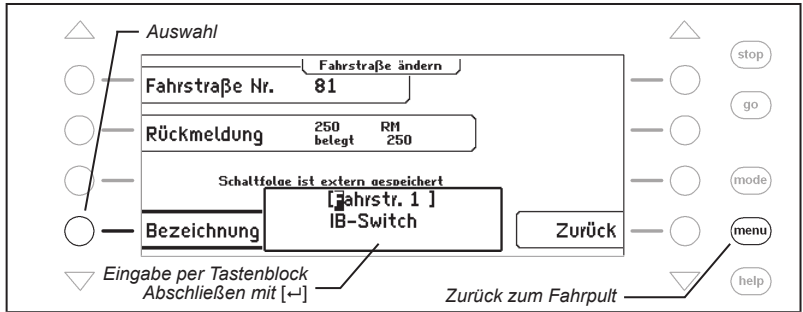 Auswahl
stop
Fahrstraße ändern
Fahrstraße Nr. 81
go
Rückmeldung 250 RM
belegt 250
Schaltfolge ist extern gespeichert
mode
[Fahrstr. 1 ]
Bezeichnung IB-Switch Zurück
menu
Eingabe per Tastenblock
Abschließen mit [↵]
Zurück zum Fahrpult
help